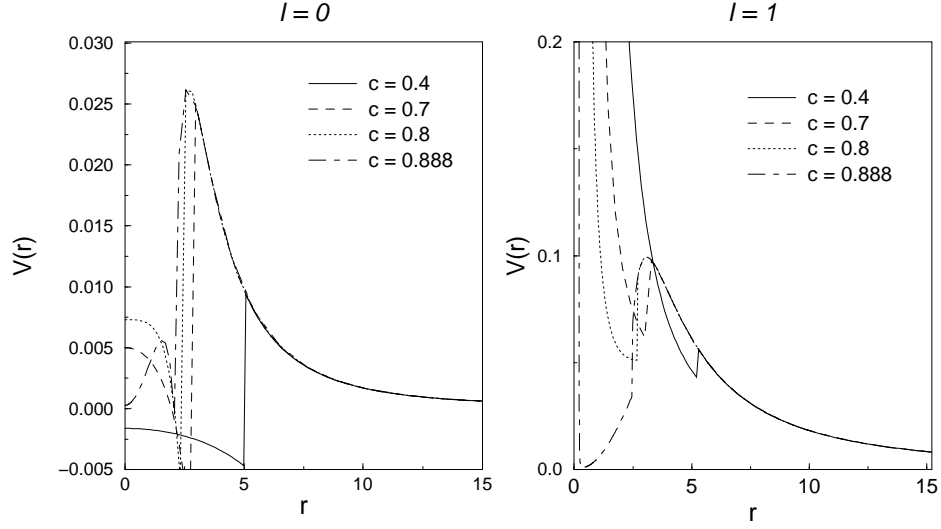 l = 0
0.030
0.025
0.020
0.015
0.010
0.005
0.000
−0.005
V(r)
0
5
10
15
r
c = 0.4
c = 0.7
c = 0.8
c = 0.888
l = 1
0.2
0.1
0.0
V(r)
0
5
10
15
r
c = 0.4
c = 0.7
c = 0.8
c = 0.888